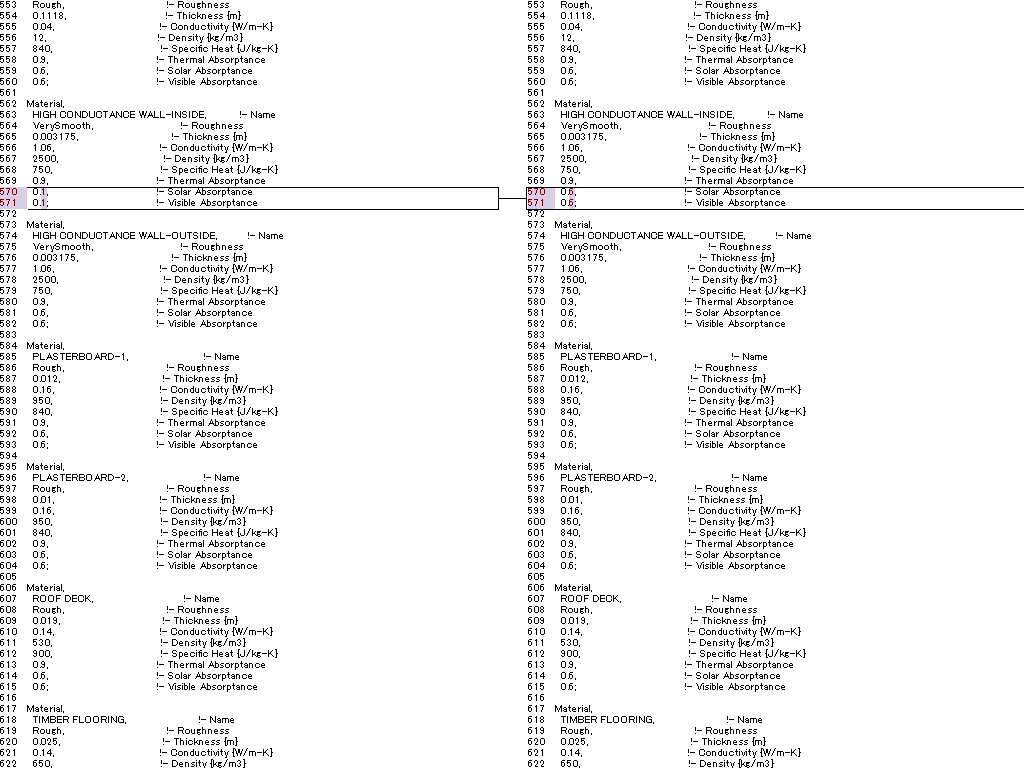 553 Rough, !- Roughness
554 0.1118, !- Thickness {m}
555 0.04, !- Conductivity {W/m-K}
556 12, !- Density {kg/m3}
557 840, !- Specific Heat {J/kg-K}
558 0.9, !- Thermal Absorptance
559 0.6, !- Solar Absorptance
560 0.6; !- Visible Absorptance
561
562 Material,
563 HIGH CONDUCTANCE WALL-INSIDE, !- Name
564 VerySmooth, !- Roughness
565 0.003175, !- Thickness {m}
566 1.06, !- Conductivity {W/m-K}
567 2500, !- Density {kg/m3}
568 750, !- Specific Heat {J/kg-K}
569 0.9, !- Thermal Absorptance
570 0.1, !- Solar Absorptance
571 0.1; !- Visible Absorptance
572
573 Material,
574 HIGH CONDUCTANCE WALL-OUTSIDE, !- Name
575 VerySmooth, !- Roughness
576 0.003175, !- Thickness {m}
577 1.06, !- Conductivity {W/m-K}
578 2500, !- Density {kg/m3}
579 750, !- Specific Heat {J/kg-K}
580 0.9, !- Thermal Absorptance
581 0.6, !- Solar Absorptance
582 0.6; !- Visible Absorptance
583
584 Material,
585 PLASTERBOARD-1, !- Name
586 Rough, !- Roughness
587 0.012, !- Thickness {m}
588 0.16, !- Conductivity {W/m-K}
589 950, !- Density {kg/m3}
590 840, !- Specific Heat {J/kg-K}
591 0.9, !- Thermal Absorptance
592 0.6, !- Solar Absorptance
593 0.6; !- Visible Absorptance
594
595 Material,
596 PLASTERBOARD-2, !- Name
597 Rough, !- Roughness
598 0.01, !- Thickness {m}
599 0.16, !- Conductivity {W/m-K}
600 950, !- Density {kg/m3}
601 840, !- Specific Heat {J/kg-K}
602 0.9, !- Thermal Absorptance
603 0.6, !- Solar Absorptance
604 0.6; !- Visible Absorptance
605
606 Material,
607 ROOF DECK, !- Name
608 Rough, !- Roughness
609 0.019, !- Thickness {m}
610 0.14, !- Conductivity {W/m-K}
611 530, !- Density {kg/m3}
612 900, !- Specific Heat {J/kg-K}
613 0.9, !- Thermal Absorptance
614 0.6, !- Solar Absorptance
615 0.6; !- Visible Absorptance
616
617 Material,
618 TIMBER FLOORING, !- Name
619 Rough, !- Roughness
620 0.025, !- Thickness {m}
621 0.14, !- Conductivity {W/m-K}
622 650, !- Density {kg/m3}
553 Rough, !- Roughness
554 0.1118, !- Thickness {m}
555 0.04, !- Conductivity {W/m-K}
556 12, !- Density {kg/m3}
557 840, !- Specific Heat {J/kg-K}
558 0.9, !- Thermal Absorptance
559 0.6, !- Solar Absorptance
560 0.6; !- Visible Absorptance
561
562 Material,
563 HIGH CONDUCTANCE WALL-INSIDE, !- Name
564 VerySmooth, !- Roughness
565 0.003175, !- Thickness {m}
566 1.06, !- Conductivity {W/m-K}
567 2500, !- Density {kg/m3}
568 750, !- Specific Heat {J/kg-K}
569 0.9, !- Thermal Absorptance
570 0.6, !- Solar Absorptance
571 0.6; !- Visible Absorptance
572
573 Material,
574 HIGH CONDUCTANCE WALL-OUTSIDE, !- Name
575 VerySmooth, !- Roughness
576 0.003175, !- Thickness {m}
577 1.06, !- Conductivity {W/m-K}
578 2500, !- Density {kg/m3}
579 750, !- Specific Heat {J/kg-K}
580 0.9, !- Thermal Absorptance
581 0.6, !- Solar Absorptance
582 0.6; !- Visible Absorptance
583
584 Material,
585 PLASTERBOARD-1, !- Name
586 Rough, !- Roughness
587 0.012, !- Thickness {m}
588 0.16, !- Conductivity {W/m-K}
589 950, !- Density {kg/m3}
590 840, !- Specific Heat {J/kg-K}
591 0.9, !- Thermal Absorptance
592 0.6, !- Solar Absorptance
593 0.6; !- Visible Absorptance
594
595 Material,
596 PLASTERBOARD-2, !- Name
597 Rough, !- Roughness
598 0.01, !- Thickness {m}
599 0.16, !- Conductivity {W/m-K}
600 950, !- Density {kg/m3}
601 840, !- Specific Heat {J/kg-K}
602 0.9, !- Thermal Absorptance
603 0.6, !- Solar Absorptance
604 0.6; !- Visible Absorptance
605
606 Material,
607 ROOF DECK, !- Name
608 Rough, !- Roughness
609 0.019, !- Thickness {m}
610 0.14, !- Conductivity {W/m-K}
611 530, !- Density {kg/m3}
612 900, !- Specific Heat {J/kg-K}
613 0.9, !- Thermal Absorptance
614 0.6, !- Solar Absorptance
615 0.6; !- Visible Absorptance
616
617 Material,
618 TIMBER FLOORING, !- Name
619 Rough, !- Roughness
620 0.025, !- Thickness {m}
621 0.14, !- Conductivity {W/m-K}
622 650, !- Density {kg/m3}